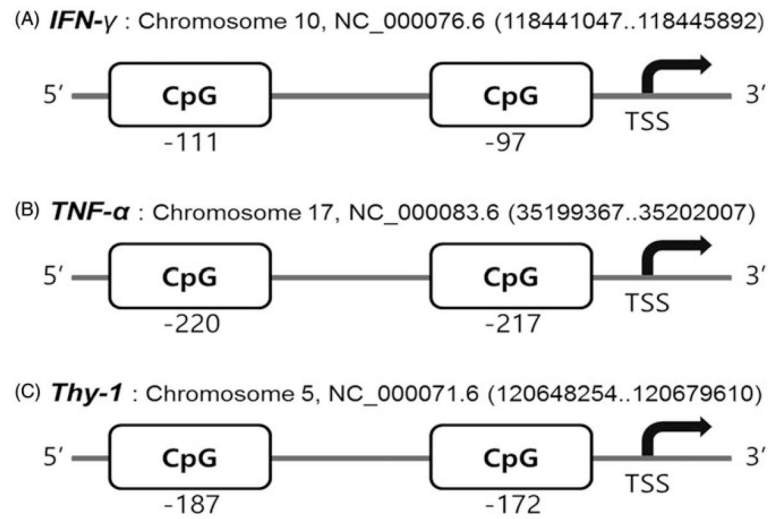 (A) IFN-γ : Chromosome 10, NC_000076.6 (118441047..118445892)
5′ CpG CpG 3′
-111 -97 TSS
(B) TNF-α : Chromosome 17, NC_000083.6 (35199367..35202007)
5′ CpG CpG 3′
-220 -217 TSS
(C) Thy-1 : Chromosome 5, NC_000071.6 (120648254..120679610)
5′ CpG CpG 3′
-187 -172 TSS